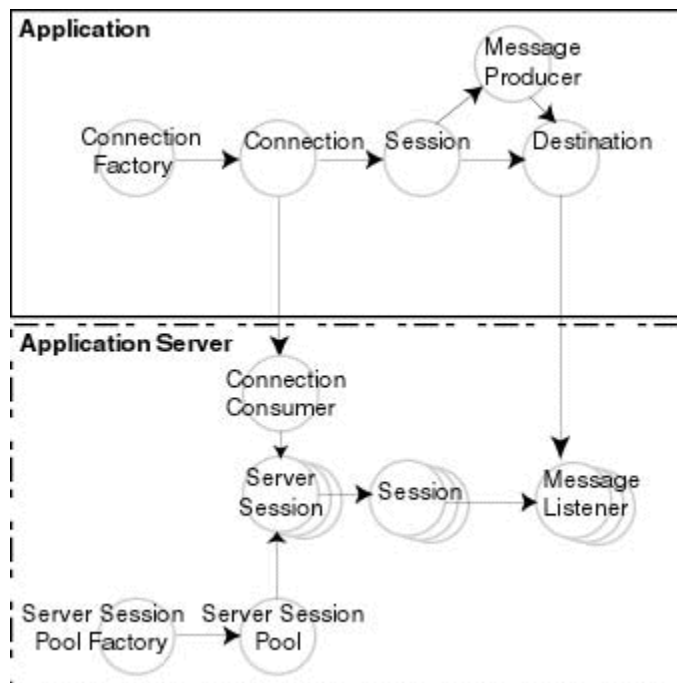 Application
Message
Producer
Connection
Factory
Connection
Session
Destination
Application Server
Connection
Consumer
Server
Session
Session
Message
Listener
Server Session
Pool Factory
Server Session
Pool